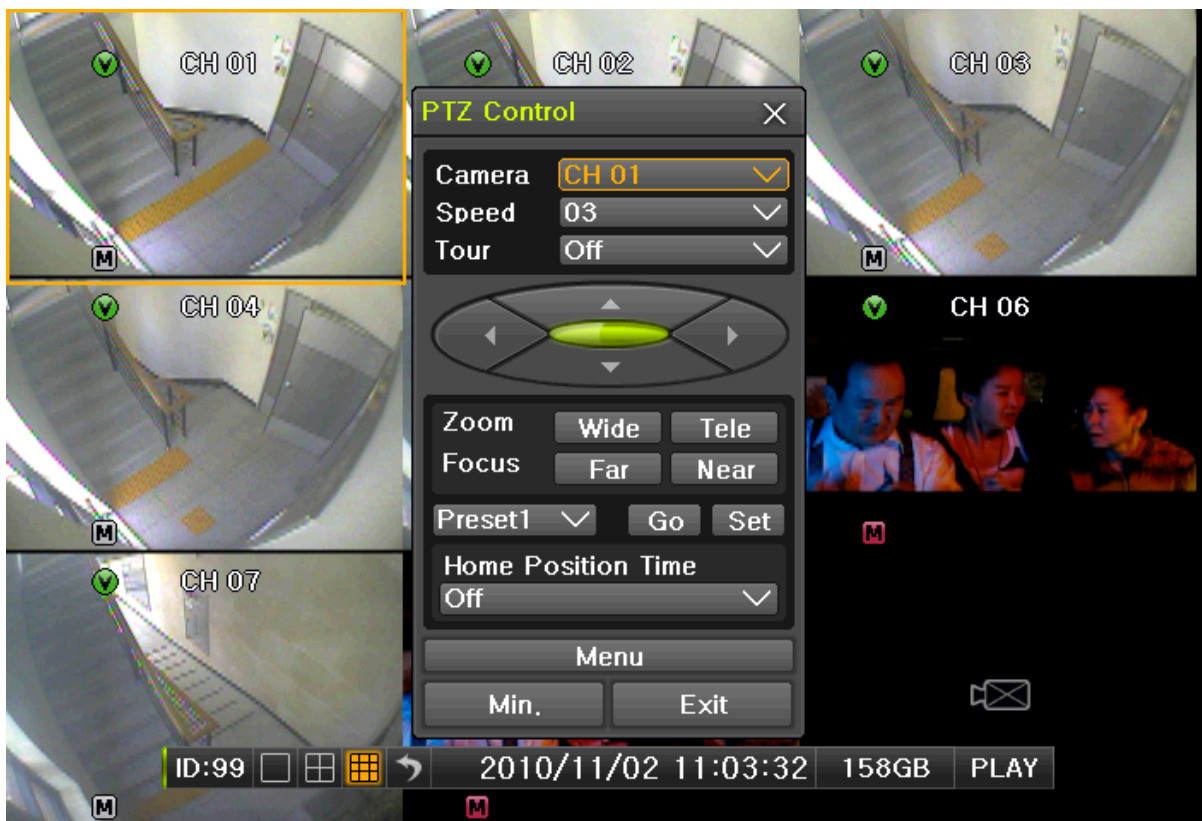 CH 01
CH 02
CH 03
PTZ Control
Camera CH 01
Speed 03
Tour Off
M
M
CH 04
CH 06
Zoom Wide Tele
Focus Far Near
Preset1 Go Set
M
M
Home Position Time
Off
CH 07
Menu
Min. Exit
ID:99 2010/11/02 11:03:32 158GB PLAY
M
M